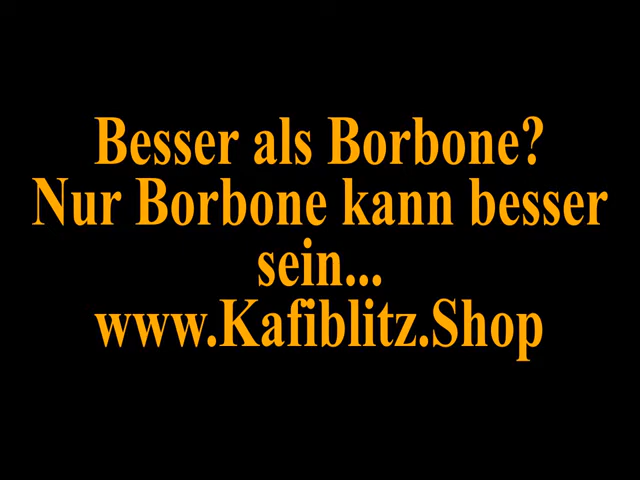 Besser als Borbone?
Nur Borbone kann besser
sein...
www.Kafiblitz.Shop